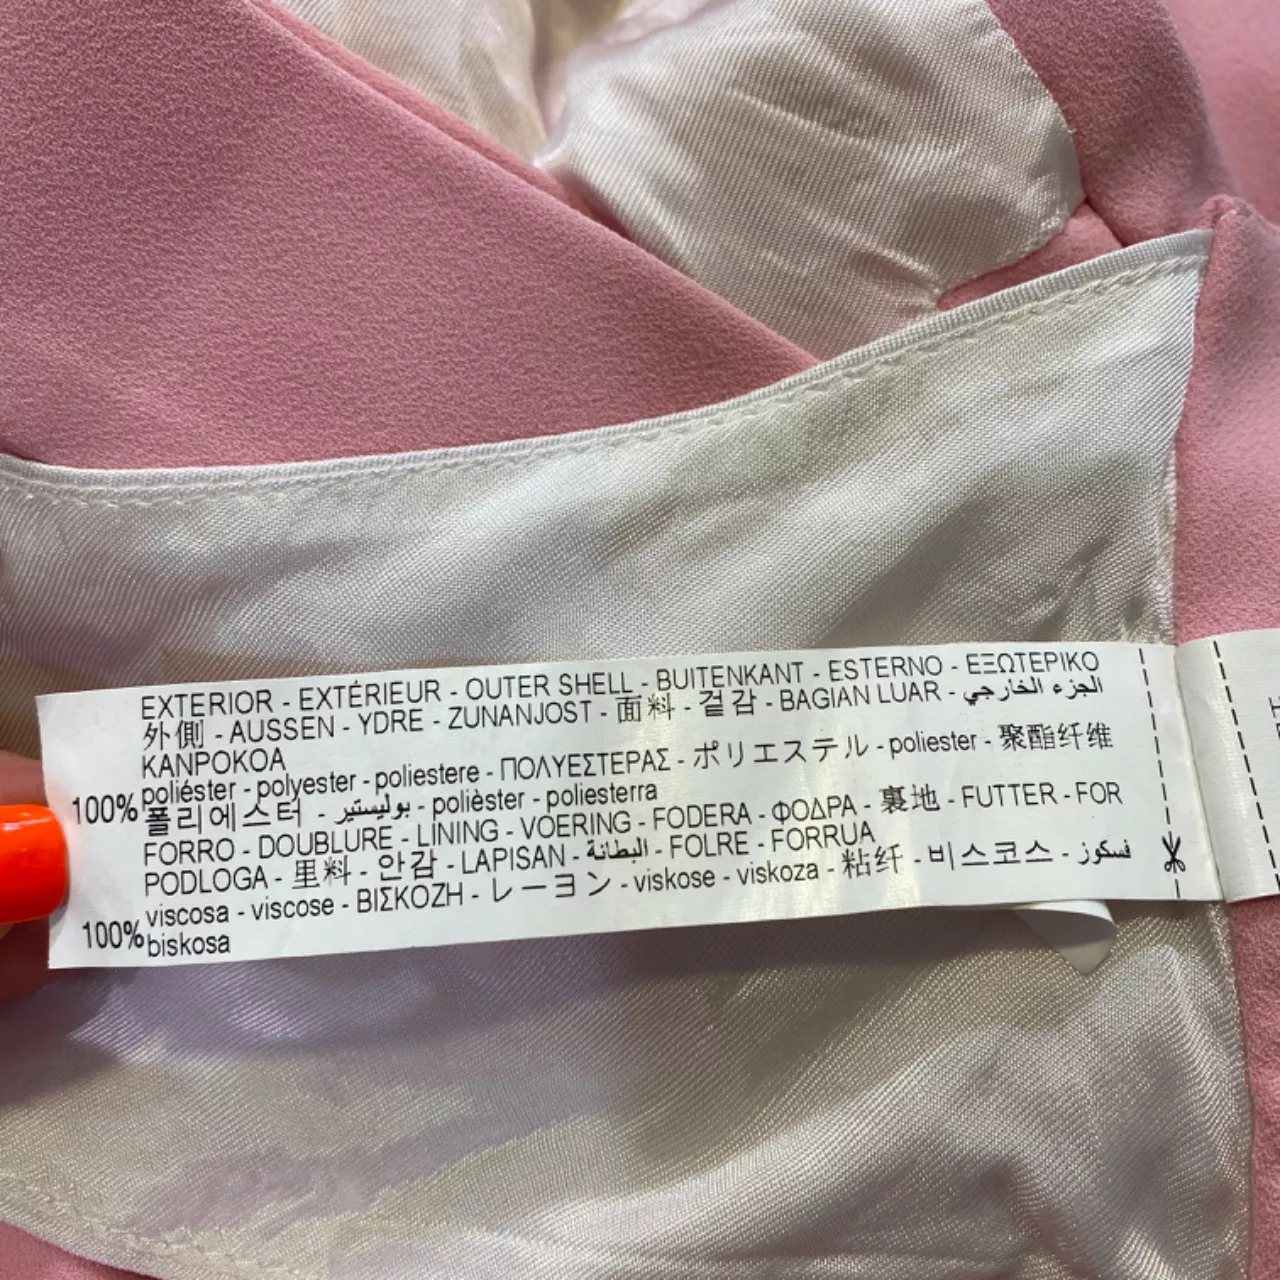 EXTERIOR - EXTÉRIEUR - OUTER SHELL - BUITENKANT - ESTERNO - ΕΞΩΤΕΡΙΚΟ
外側 - AUSSEN - YDRE - ZUNANJOST - 面料 - 겉감 - BAGIAN LUAR - الجزء الخارجي
KANPOKOA
100% poliéster - polyester - poliestere - ΠΟΛΥΕΣΤΕΡΑΣ - ポリエステル - poliester - 聚酯纤维
폴리에스터 - بوليستير - polièster - poliesterra
FORRO - DOUBLURE - LINING - VOERING - FODERA - ΦΟΔΡΑ - 裏地 - FUTTER - FOR
PODLOGA - 里料 - 안감 - LAPISAN - البطانة - FOLRE - FORRUA
100% viscosa - viscose - ΒΙΣΚΟΖΗ - レーヨン - viskose - viskoza - 粘纤 - 비스코스 - فسكوز
biskosa